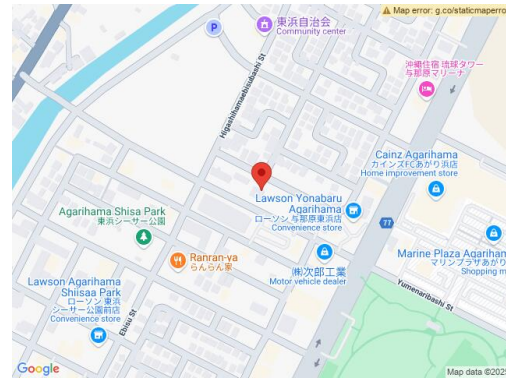 Map error: g.co/staticmaperro
東浜自治会
Community center
P
Higashihamaebisubashi St
沖縄住宿 琉球タワー
与那原マリーナ
Cainz Agarihama
カインズFCあがり浜店
Home improvement store
Lawson Yonabaru
Agarihama
ローソン 与那原東浜店
Convenience store
77
Agarihama Shisa Park
東浜シーサー公園
Ranran-ya
らんらん家
㈱次郎工業
Motor vehicle dealer
Marine Plaza Agariham
マリンプラザあがり
Shopping m
Yumenaribashi St
Lawson Agarihama
Shiisaa Park
ローソン 東浜
シーサー公園前店
Convenience store
Ebisu St
Google
Map data ©2025